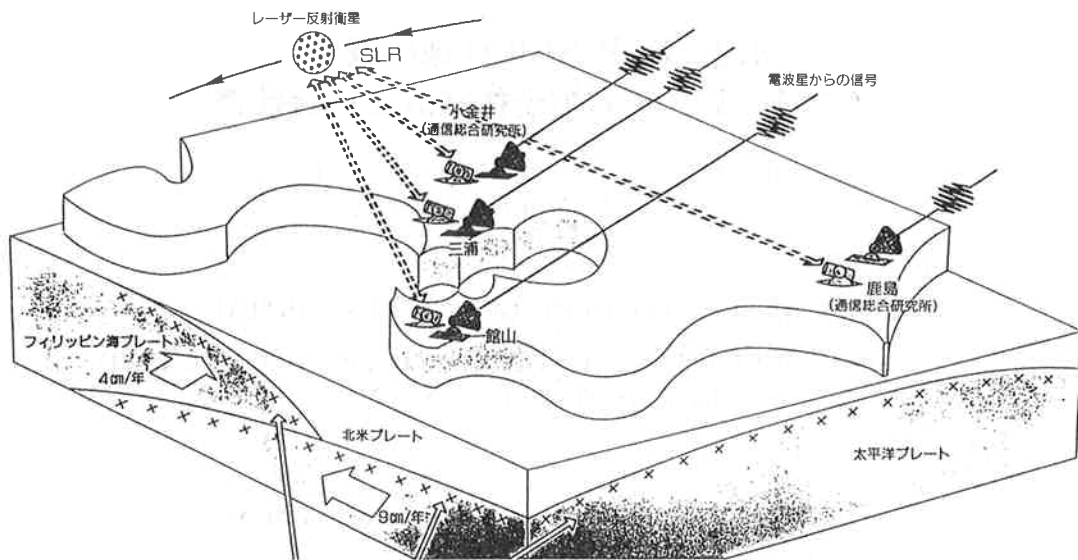 レーザー反射衛星
SLR
電波星からの信号
小金井
(通信総合研究所)
三浦
鹿島
(通信総合研究所)
館山
フィリッピン海プレート
4cm/年
北米プレート
太平洋プレート
9cm/年